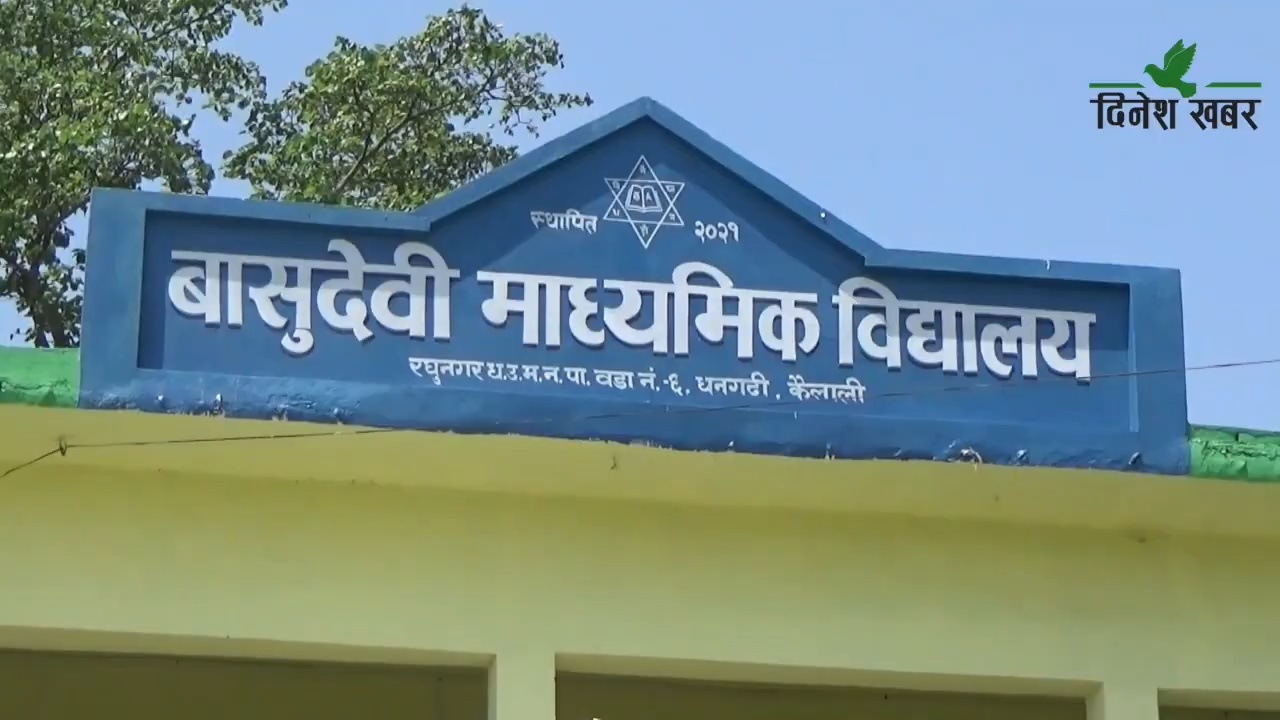 दिनेश खबर
स्थापित २०२१
बासुदेवी माध्यमिक विद्यालय
रघुनगर ध.उ.म.न.पा. वडा नं.-६, धनगढी, कैलाली